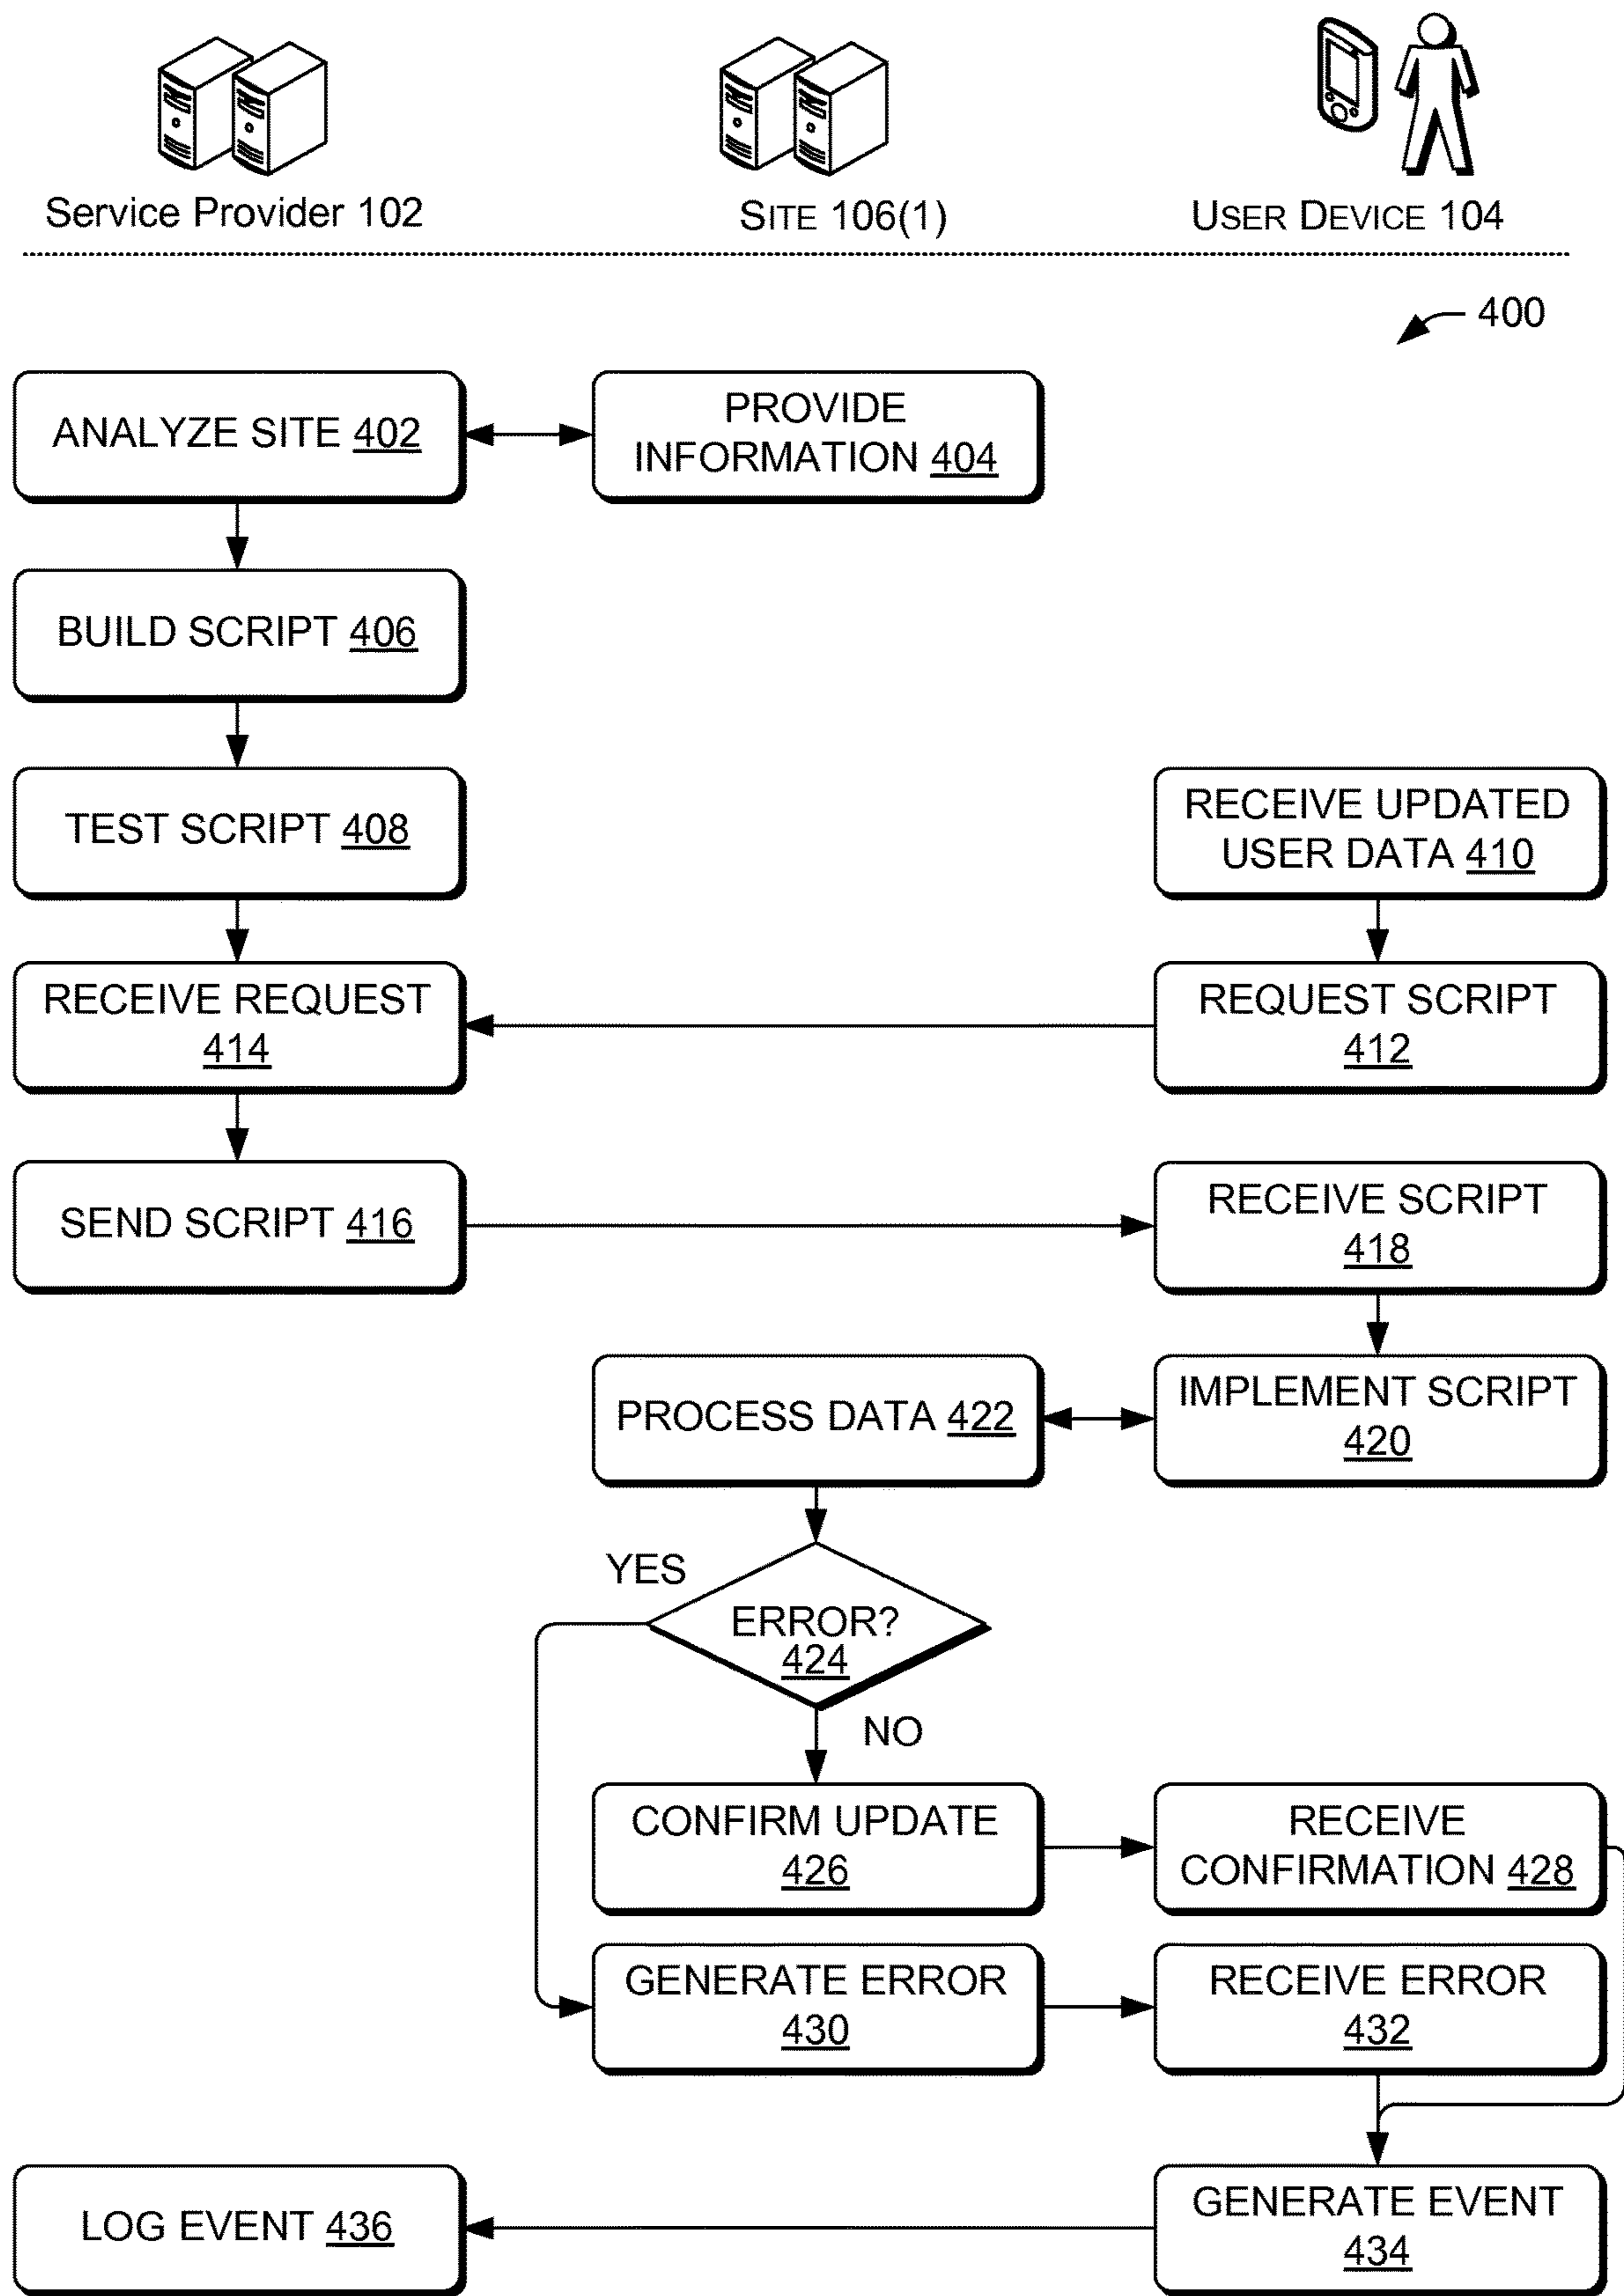 Service Provider 102
SITE 106(1)
USER DEVICE 104
400
ANALYZE SITE 402
PROVIDE
INFORMATION 404
BUILD SCRIPT 406
TEST SCRIPT 408
RECEIVE UPDATED
USER DATA 410
RECEIVE REQUEST
414
REQUEST SCRIPT
412
SEND SCRIPT 416
RECEIVE SCRIPT
418
PROCESS DATA 422
IMPLEMENT SCRIPT
420
YES
ERROR?
424
NO
CONFIRM UPDATE
426
RECEIVE
CONFIRMATION 428
GENERATE ERROR
430
RECEIVE ERROR
432
LOG EVENT 436
GENERATE EVENT
434